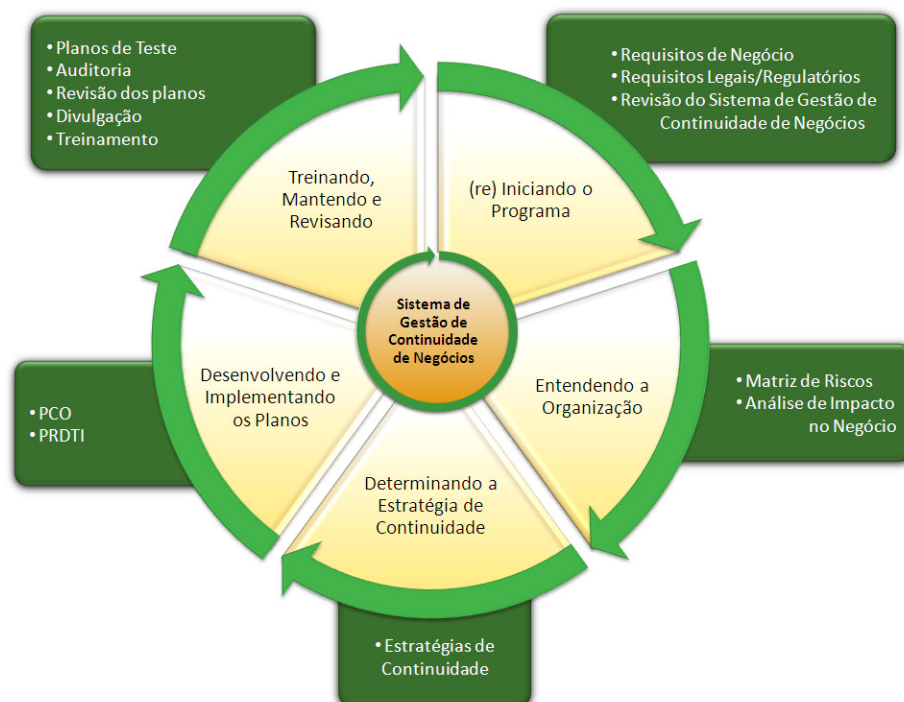 • Planos de Teste
• Auditoria
• Revisão dos planos
• Divulgação
• Treinamento
• Requisitos de Negócio
• Requisitos Legais/Regulatórios
• Revisão do Sistema de Gestão de
Continuidade de Negócios
Treinando,
Mantendo e
Revisando
(re) Iniciando o
Programa
Sistema de
Gestão de
Continuidade
de Negócios
Desenvolvendo e
Implementando
os Planos
Entendendo a
Organização
• PCO
• PRDTI
• Matriz de Riscos
• Análise de Impacto
no Negócio
Determinando a
Estratégia de
Continuidade
• Estratégias de
Continuidade